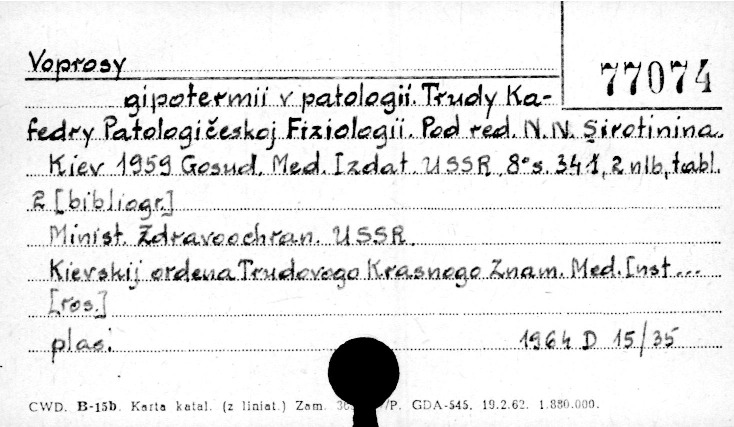 Voprosy
77074
gipotermii v patologii. Trudy Ka-
fedry Patologičeskoj Fiziologii. Pod red. N.N. Sirotinina.
Kiev 1959 Gosud. Med. Izdat. USSR, 8° s. 341, 2 nlb, tabl.
2 [bibliogr.]
Minist. Zdravoochran. USSR.
Kievskij ordena Trudovogo Krasnogo Znam. Med. Inst...
[ros.]
plas.
1964 D 15/35
CWD. B-15b. Karta katal. (z liniat.) Zam. /P. GDA-545. 19.2.62. 1.880.000.